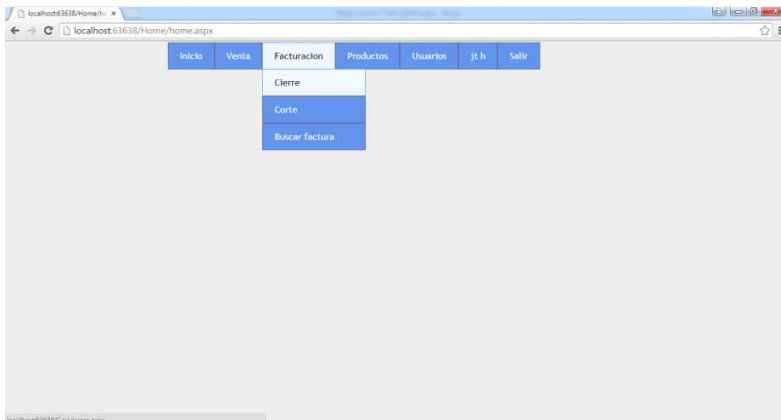 localhost:63638/Home/h
localhost:63638/Home/home.aspx
Inicio Venta Facturacion Productos Usuarios jt h Salir
Cierre
Corte
Buscar factura